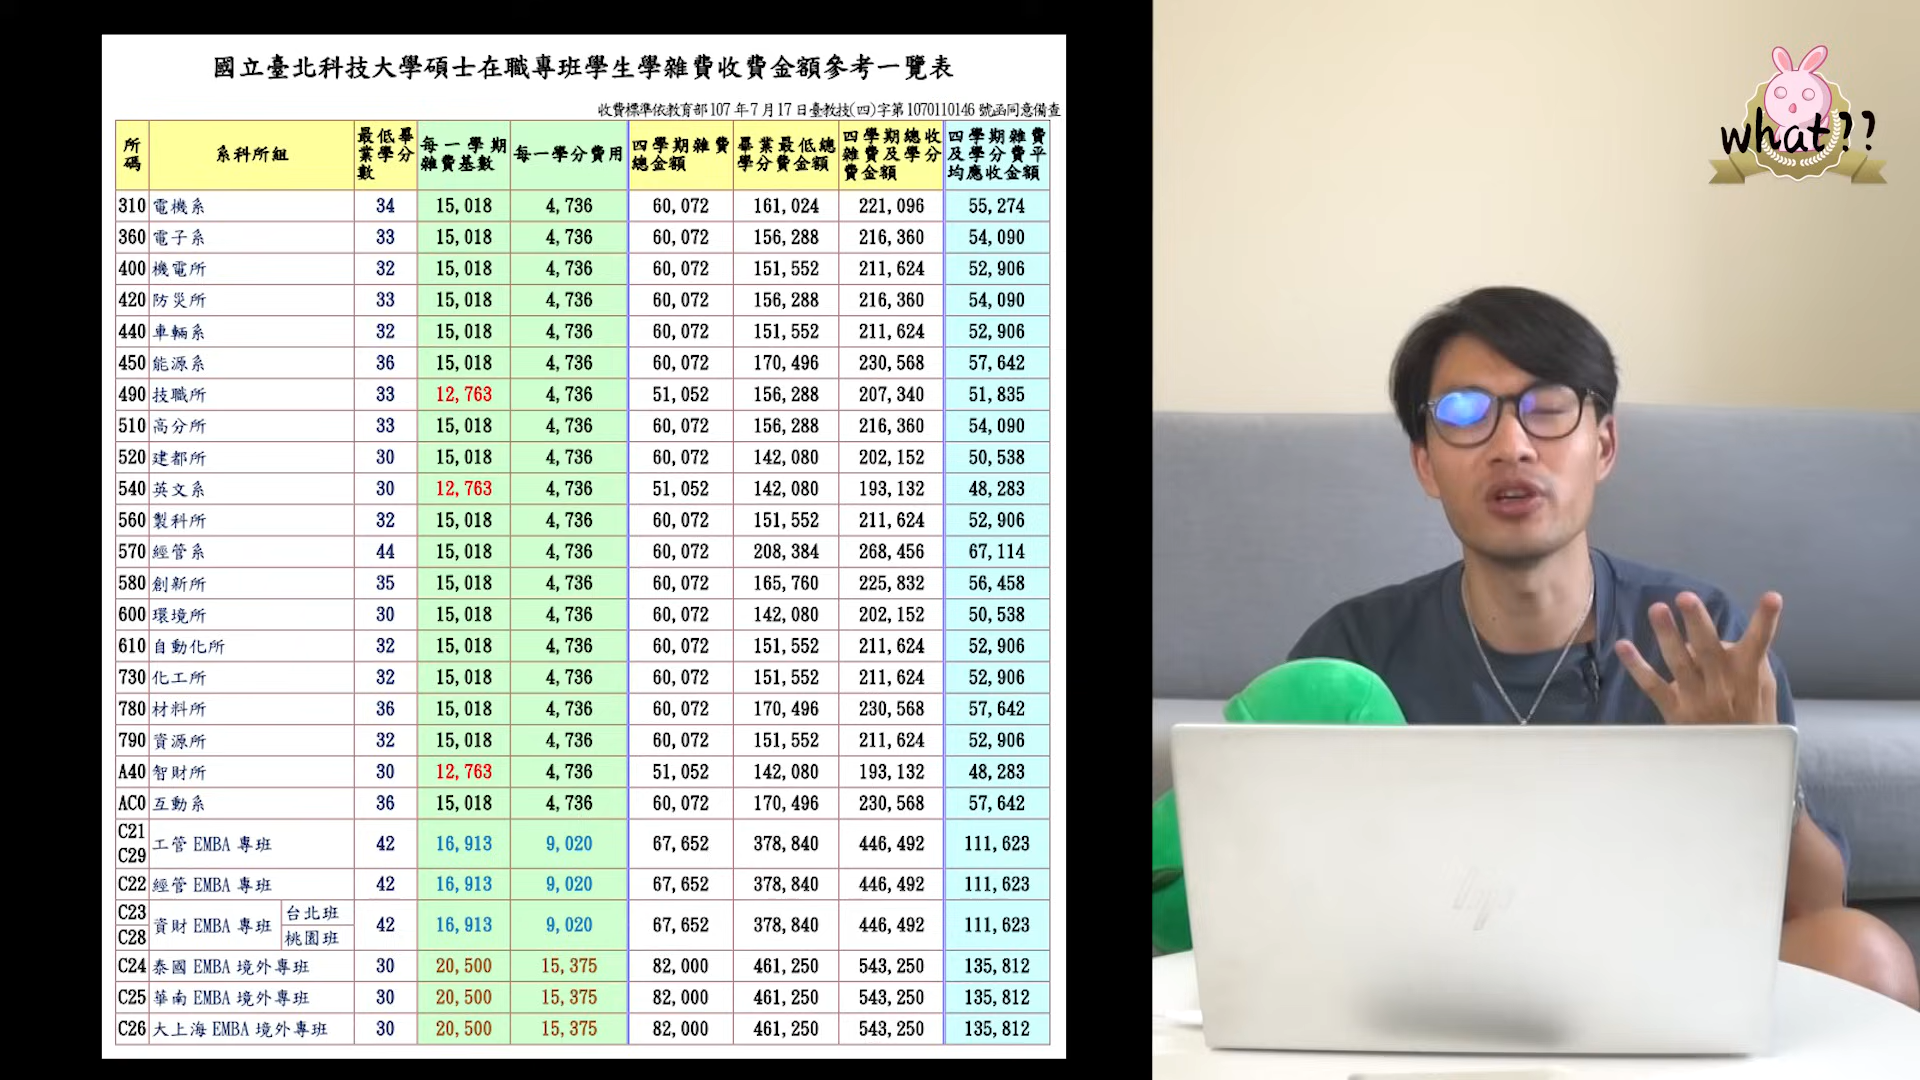 國立臺北科技大學碩士在職專班學生學雜費收費金額參考一覽表
收費標準依教育部107年7月17日臺教技(四)字第1070110146號函同意備查
所碼 系科所組 最低畢業學分數 每一學期雜費基數 每一學分費用 四學期雜費總金額 畢業最低總學分費金額 四學期總收雜費及學分費金額 四學期雜費及學分費平均應收金額
310 電機系 34 15,018 4,736 60,072 161,024 221,096 55,274
360 電子系 33 15,018 4,736 60,072 156,288 216,360 54,090
400 機電所 32 15,018 4,736 60,072 151,552 211,624 52,906
420 防災所 33 15,018 4,736 60,072 156,288 216,360 54,090
440 車輛系 32 15,018 4,736 60,072 151,552 211,624 52,906
450 能源系 36 15,018 4,736 60,072 170,496 230,568 57,642
490 技職所 33 12,763 4,736 51,052 156,288 207,340 51,835
510 高分所 33 15,018 4,736 60,072 156,288 216,360 54,090
520 建都所 30 15,018 4,736 60,072 142,080 202,152 50,538
540 英文系 30 12,763 4,736 51,052 142,080 193,132 48,283
560 製科所 32 15,018 4,736 60,072 151,552 211,624 52,906
570 經管系 44 15,018 4,736 60,072 208,384 268,456 67,114
580 創新所 35 15,018 4,736 60,072 165,760 225,832 56,458
600 環境所 30 15,018 4,736 60,072 142,080 202,152 50,538
610 自動化所 32 15,018 4,736 60,072 151,552 211,624 52,906
730 化工所 32 15,018 4,736 60,072 151,552 211,624 52,906
780 材料所 36 15,018 4,736 60,072 170,496 230,568 57,642
790 資源所 32 15,018 4,736 60,072 151,552 211,624 52,906
A40 智財所 30 12,763 4,736 51,052 142,080 193,132 48,283
AC0 互動系 36 15,018 4,736 60,072 170,496 230,568 57,642
C21 C29 工管EMBA專班 42 16,913 9,020 67,652 378,840 446,492 111,623
C22 經管EMBA專班 42 16,913 9,020 67,652 378,840 446,492 111,623
C23 C28 資財EMBA專班 台北班 桃園班 42 16,913 9,020 67,652 378,840 446,492 111,623
C24 泰國EMBA境外專班 30 20,500 15,375 82,000 461,250 543,250 135,812
C25 華南EMBA境外專班 30 20,500 15,375 82,000 461,250 543,250 135,812
C26 大上海EMBA境外專班 30 20,500 15,375 82,000 461,250 543,250 135,812
what??
hp